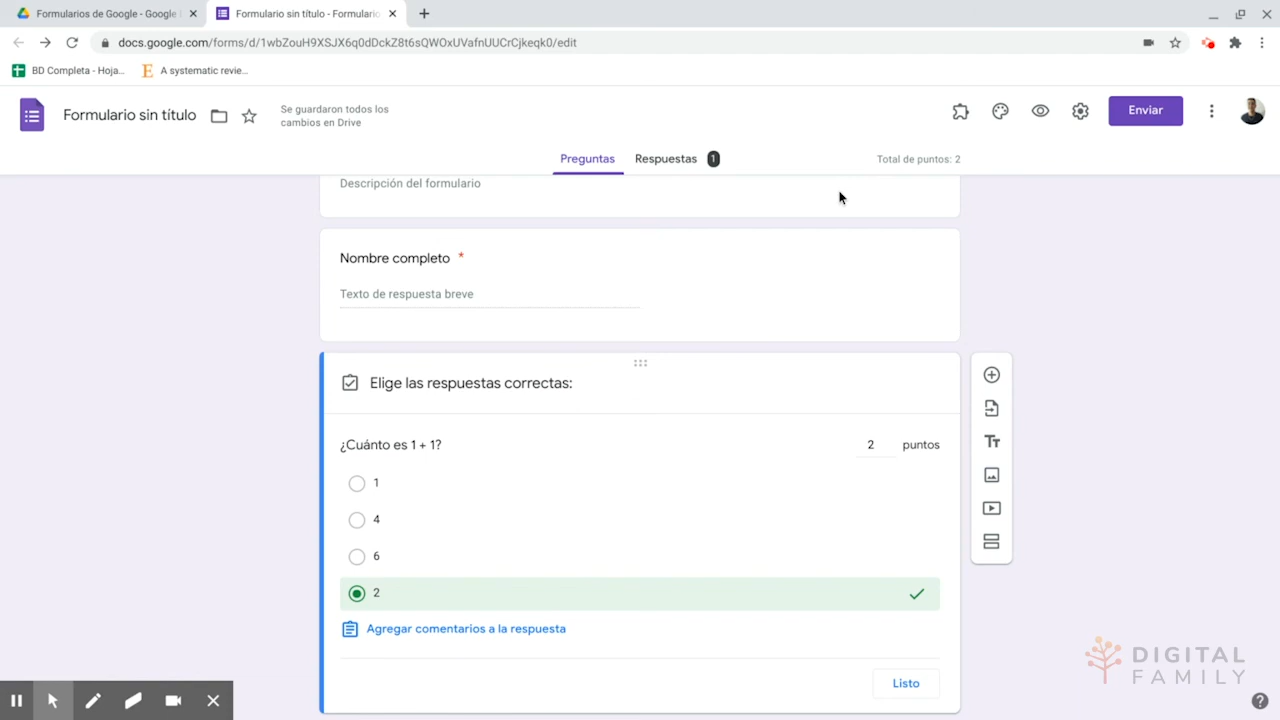 Formularios de Google - Google
Formulario sin título - Formulario
docs.google.com/forms/d/1wbZouH9XSJX6q0dDckZ8t6sQWOxUVafnUUCrCjkeqk0/edit
BD Completa - Hoja...
A systematic revie...
Formulario sin título
Se guardaron todos los
cambios en Drive
Enviar
Preguntas
Respuestas 1
Total de puntos: 2
Descripción del formulario
Nombre completo *
Texto de respuesta breve
Elige las respuestas correctas:
¿Cuánto es 1 + 1?
2 puntos
1
4
6
2
Agregar comentarios a la respuesta
Listo
DIGITAL
FAMILY